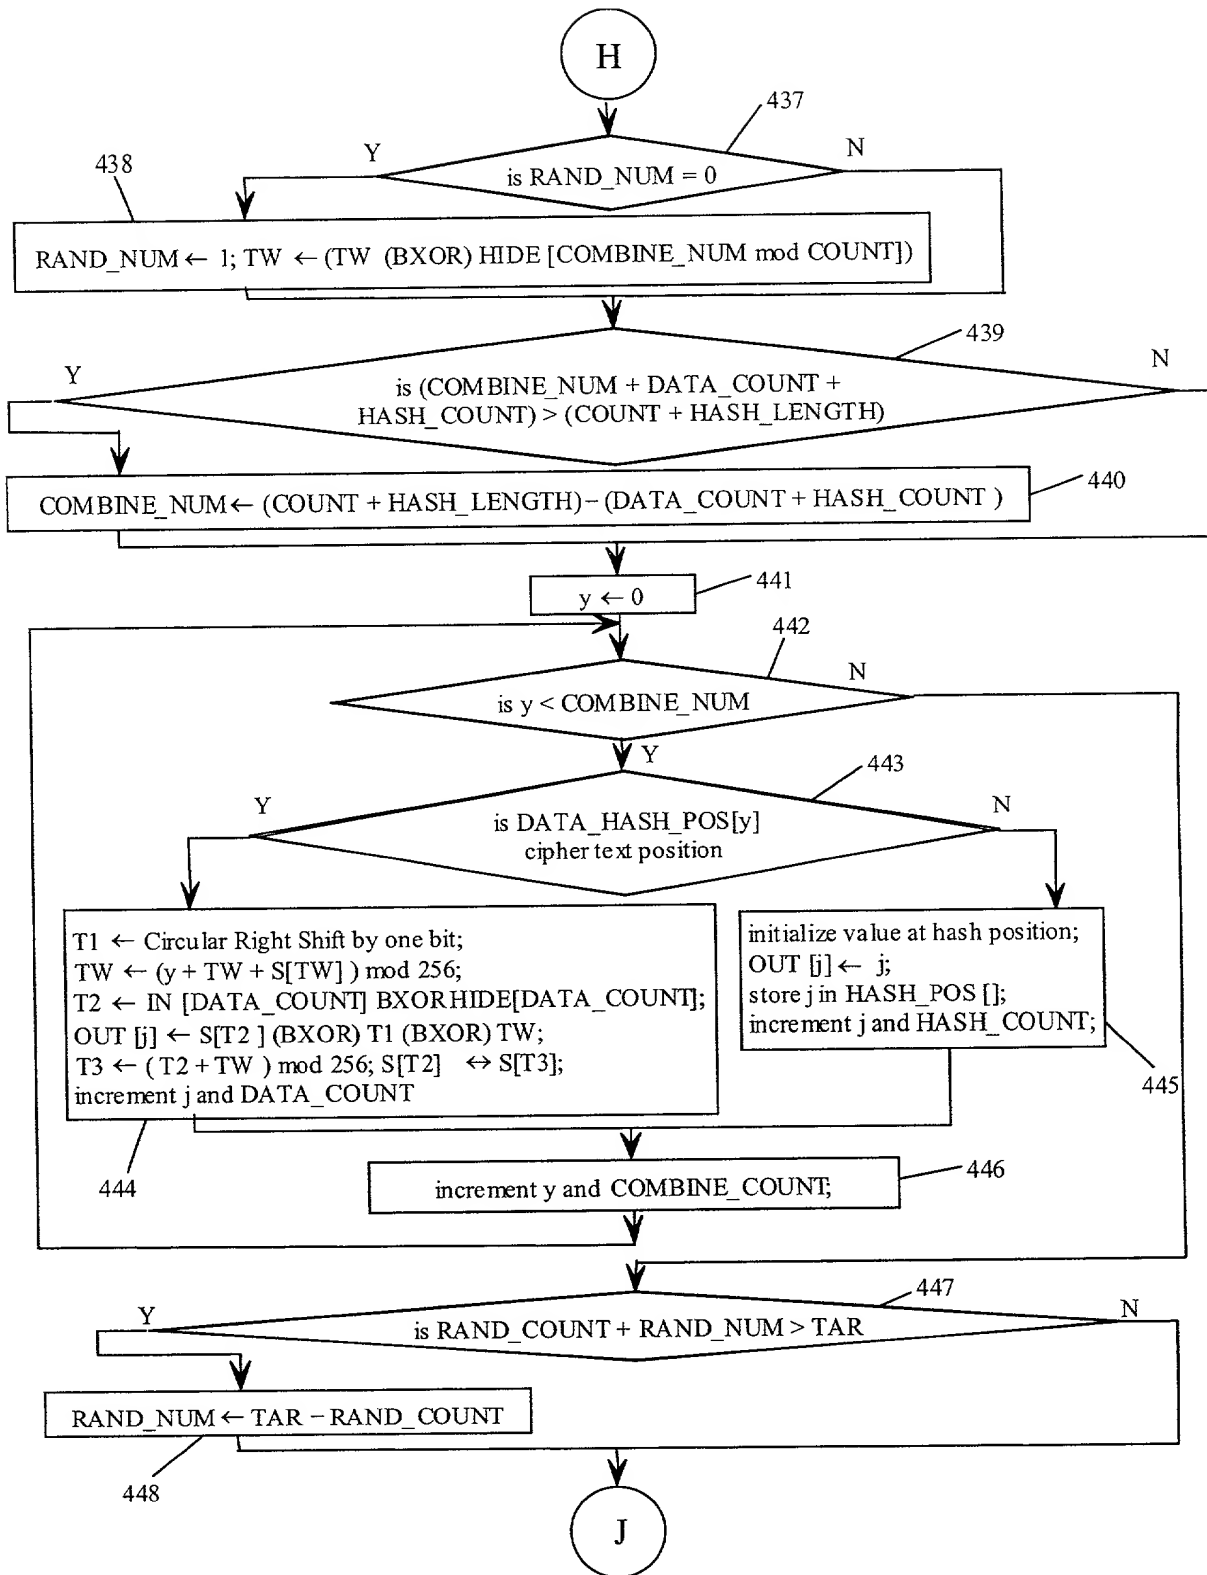 H
437
Y
N
438
is RAND_NUM = 0
RAND_NUM ← 1; TW ← (TW (BXOR) HIDE [COMBINE_NUM mod COUNT])
439
Y
N
is (COMBINE_NUM + DATA_COUNT +
HASH_COUNT) > (COUNT + HASH_LENGTH)
COMBINE_NUM ← (COUNT + HASH_LENGTH) – (DATA_COUNT + HASH_COUNT )
440
441
y ← 0
442
N
is y < COMBINE_NUM
Y
443
Y
N
is DATA_HASH_POS[y]
cipher text position
T1 ← Circular Right Shift by one bit;
TW ← (y + TW + S[TW] ) mod 256;
T2 ← IN [DATA_COUNT] BXORHIDE[DATA_COUNT];
OUT [j] ← S[T2 ] (BXOR) T1 (BXOR) TW;
T3 ← ( T2 + TW ) mod 256; S[T2] ↔ S[T3];
increment j and DATA_COUNT
initialize value at hash position;
OUT [j] ← j;
store j in HASH_POS [];
increment j and HASH_COUNT;
445
444
increment y and COMBINE_COUNT;
446
447
Y
N
is RAND_COUNT + RAND_NUM > TAR
RAND_NUM ← TAR – RAND_COUNT
448
J